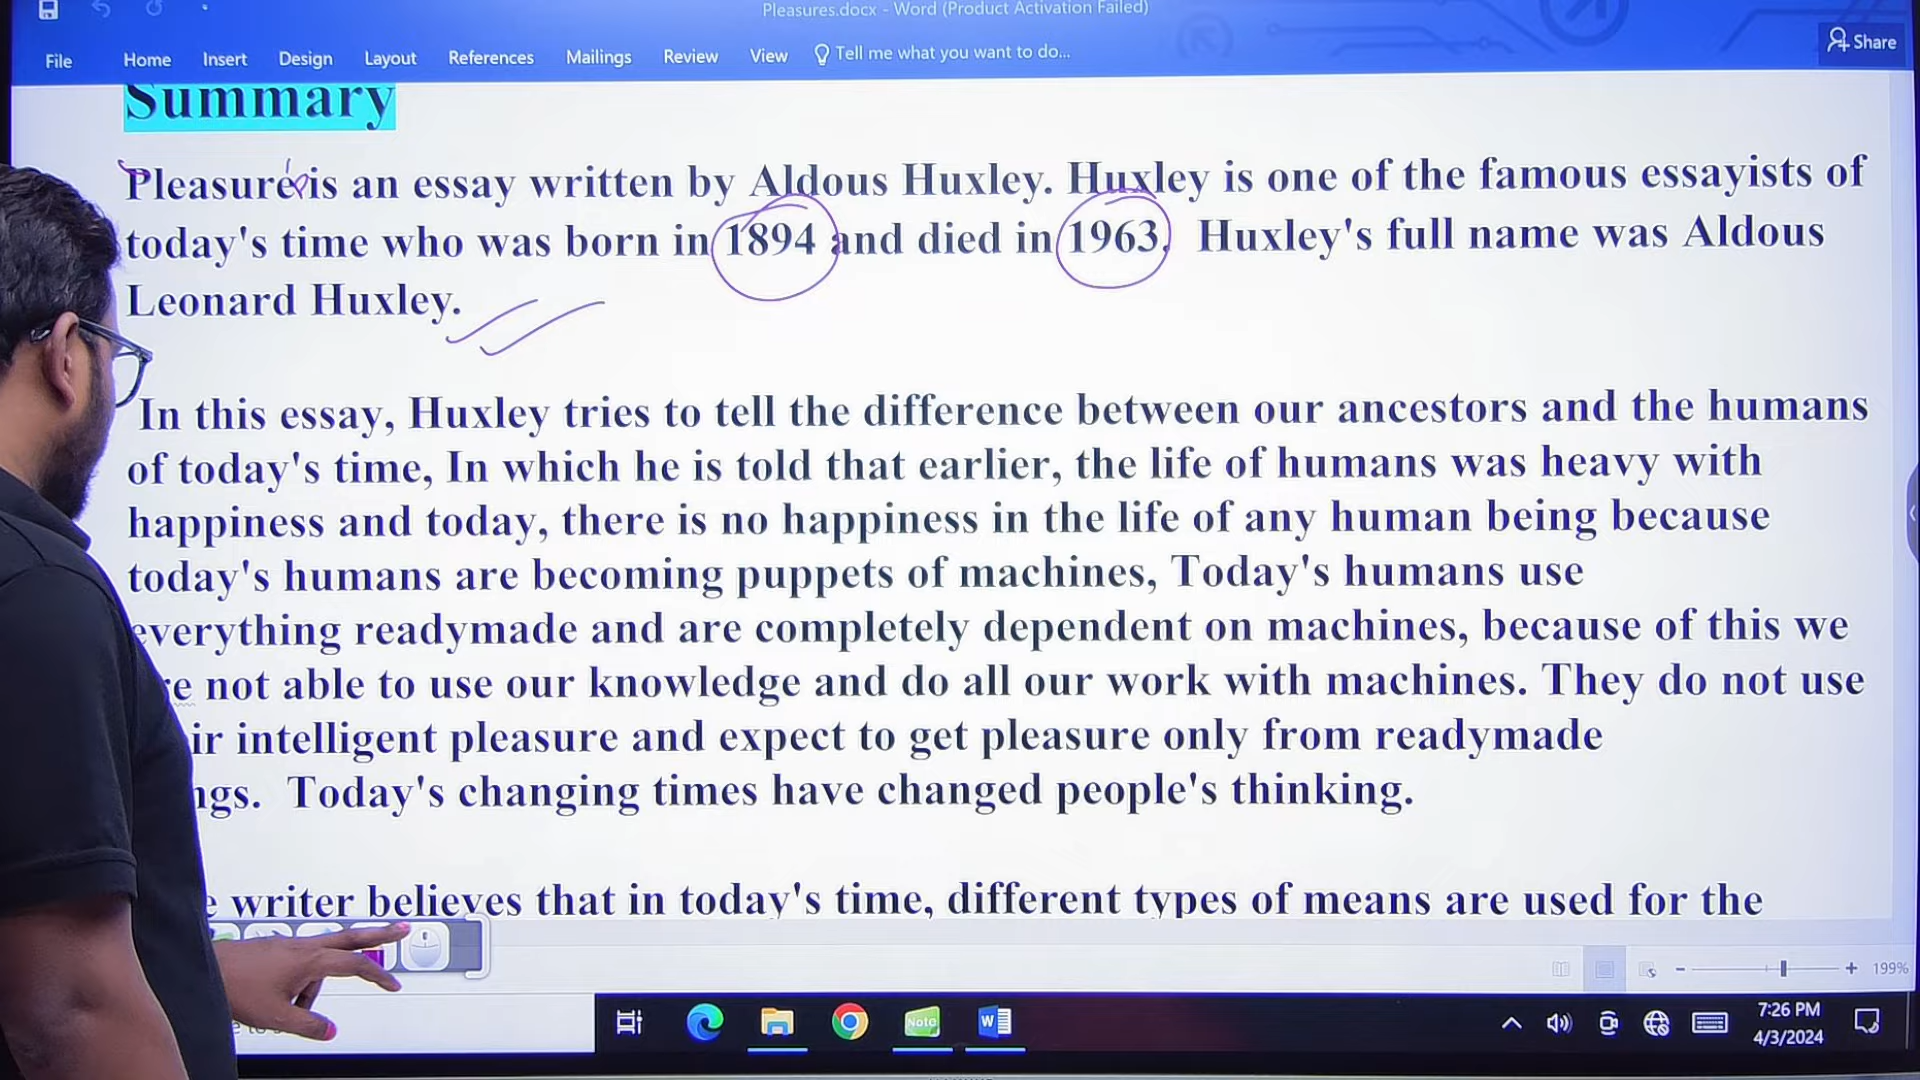 Pleasures.docx - Word (Product Activation Failed)
File Home Insert Design Layout References Mailings Review View Tell me what you want to do... Share
Summary
Pleasure is an essay written by Aldous Huxley. Huxley is one of the famous essayists of
today's time who was born in 1894 and died in 1963. Huxley's full name was Aldous
Leonard Huxley.
In this essay, Huxley tries to tell the difference between our ancestors and the humans
of today's time, In which he is told that earlier, the life of humans was heavy with
happiness and today, there is no happiness in the life of any human being because
today's humans are becoming puppets of machines, Today's humans use
everything readymade and are completely dependent on machines, because of this we
not able to use our knowledge and do all our work with machines. They do not use
intelligent pleasure and expect to get pleasure only from readymade
Today's changing times have changed people's thinking.
writer believes that in today's time, different types of means are used for the
199%
Note
W
7:26 PM
4/3/2024